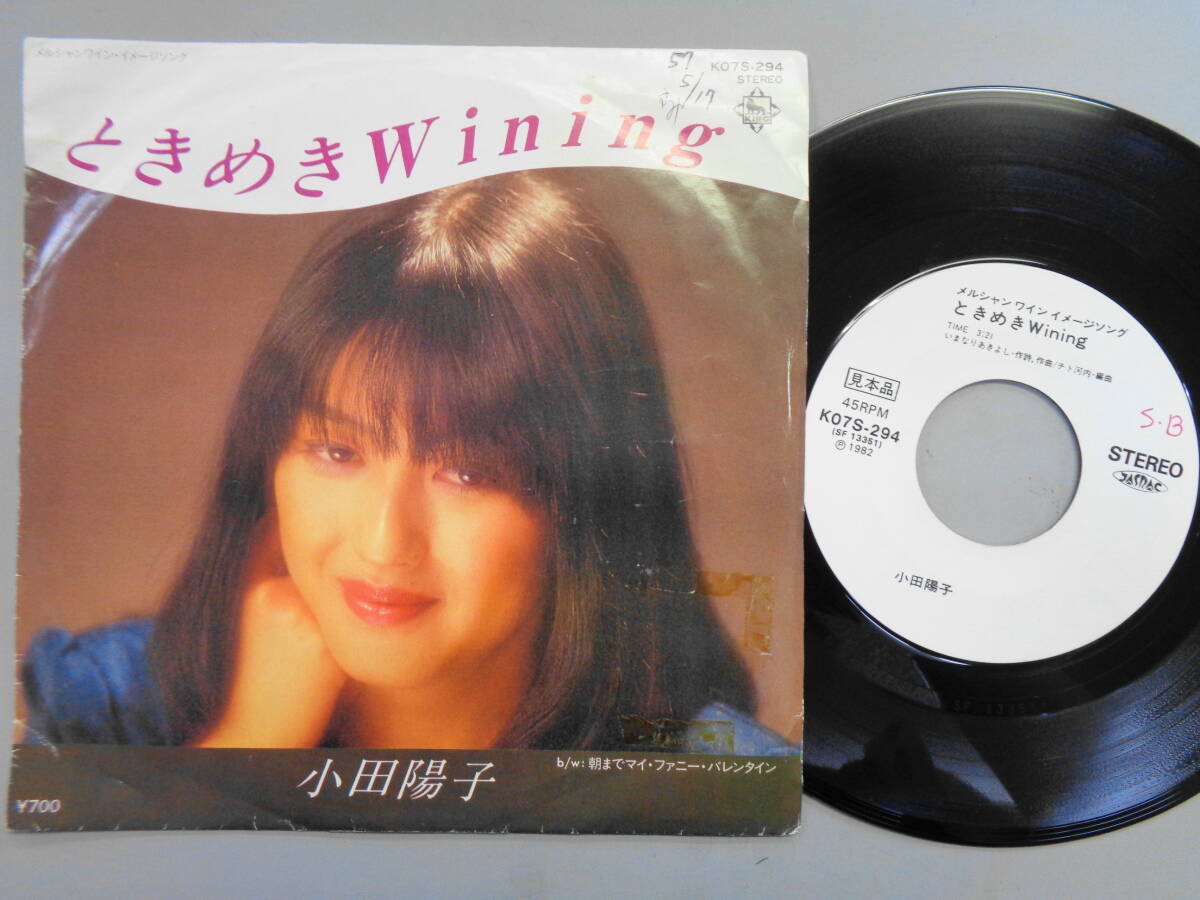 メルシャンワイン・イメージソング
57
5/17
K07S-294
STEREO
KING
ときめきWining
小田陽子
b/w: 朝までマイ・ファニー・バレンタイン
¥700
メルシャン ワイン イメージソング
ときめきWining
TIME 3:21
いまなりあきよし・作詩、作曲/チト河内・編曲
見本品
45RPM
K07S-294
(SF 13351)
Ⓟ1982
S・B
STEREO
JASRAC
小田陽子
SF 1335